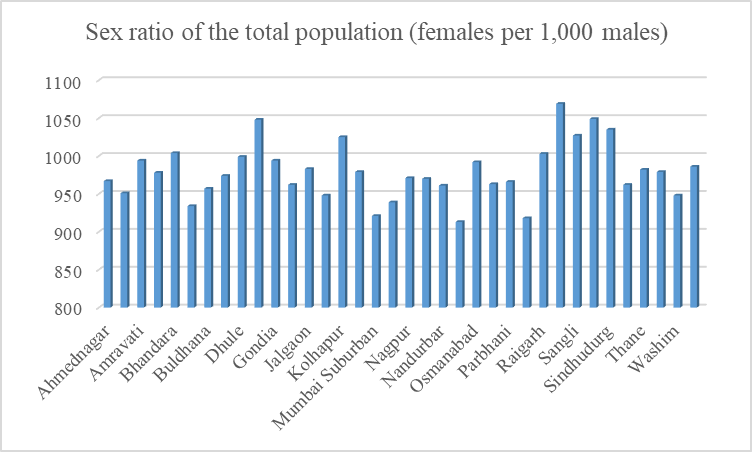 Sex ratio of the total population (females per 1,000 males)
1100
1050
1000
950
900
850
800
Ahmednagar
Amravati
Bhandara
Buldhana
Dhule
Gondia
Jalgaon
Kolhapur
Mumbai Suburban
Nagpur
Nandurbar
Osmanabad
Parbhani
Raigarh
Sangli
Sindhudurg
Thane
Washim